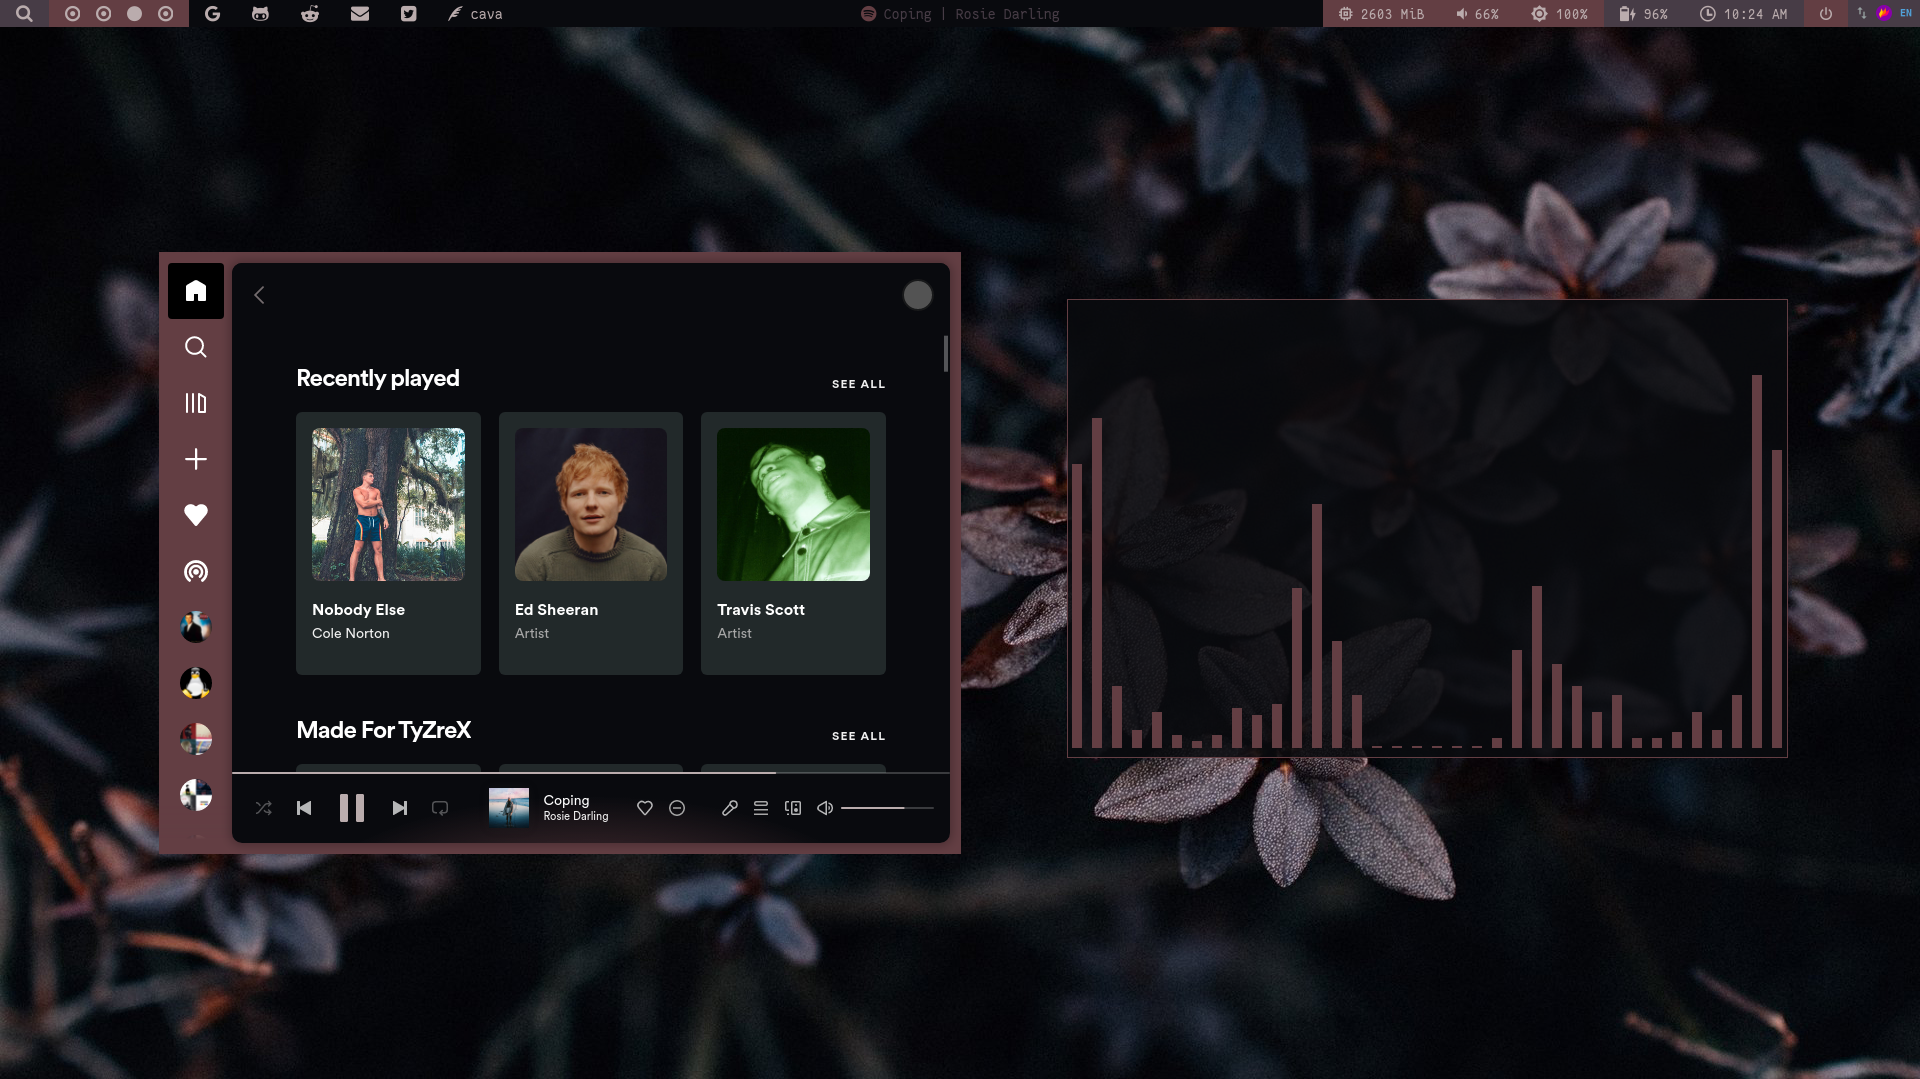 cava
Coping | Rosie Darling
2603 MiB
66%
100%
96%
10:24 AM
EN
Recently played
SEE ALL
Nobody Else
Cole Norton
Ed Sheeran
Artist
Travis Scott
Artist
Made For TyZreX
SEE ALL
Coping
Rosie Darling